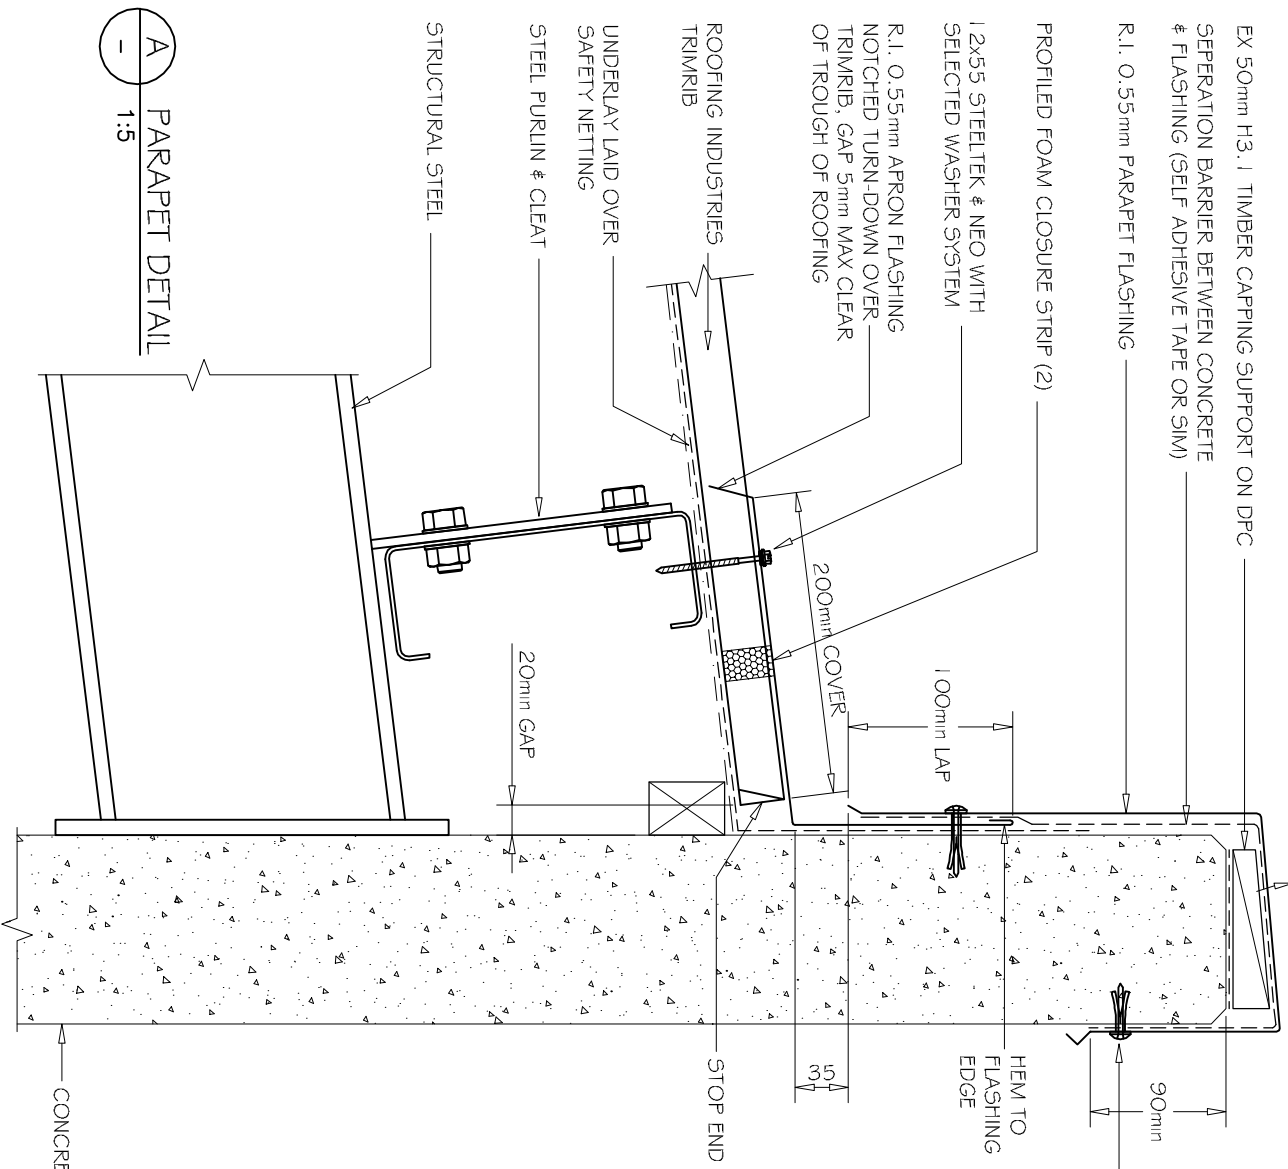 EX 50mm H3.1 TIMBER CAPPING SUPPORT ON DPC
SEPERATION BARRIER BETWEEN CONCRETE
& FLASHING (SELF ADHESIVE TAPE OR SIM)
R.I. 0.55mm PARAPET FLASHING
PROFILED FOAM CLOSURE STRIP (2)
12x55 STEELTEK & NEO WITH
SELECTED WASHER SYSTEM
R.I. 0.55mm APRON FLASHING
NOTCHED TURN-DOWN OVER
TRIMRIB, GAP 5mm MAX CLEAR
OF TROUGH OF ROOFING
ROOFING INDUSTRIES
TRIMRIB
UNDERLAY LAID OVER
SAFETY NETTING
STEEL PURLIN & CLEAT
STRUCTURAL STEEL
200min COVER
100min LAP
20min GAP
90min
HEM TO
FLASHING
EDGE
35
STOP END
CONCRE
A
-
PARAPET DETAIL
1:5